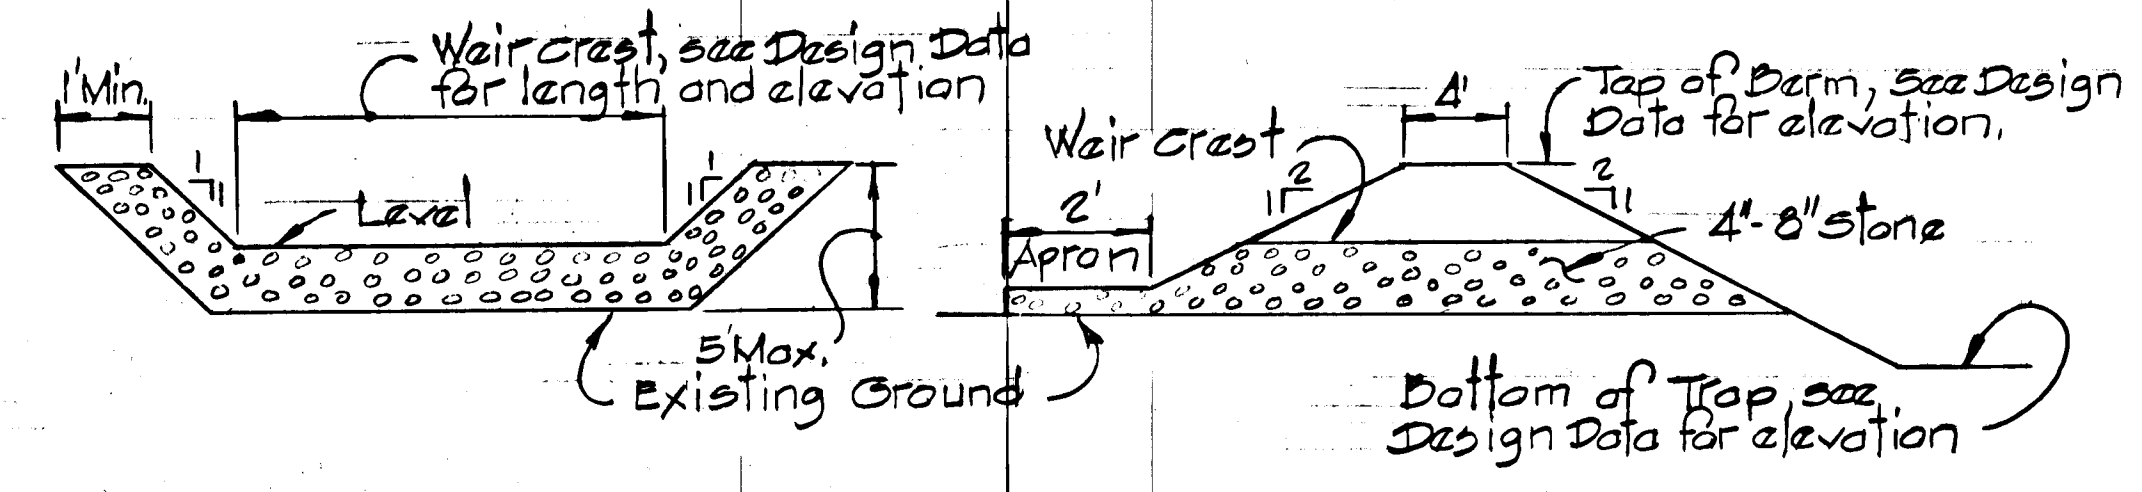 Weir crest, see Design Data
for length and elevation
1' Min.
1
1
1
1
Level
5' Max.
Existing Ground
Weir crest
4'
Top of Berm, see Design
Data for elevation.
2
1
2
1
2'
Apron
4"-8" Stone
Bottom of Trap, see
Design Data for elevation